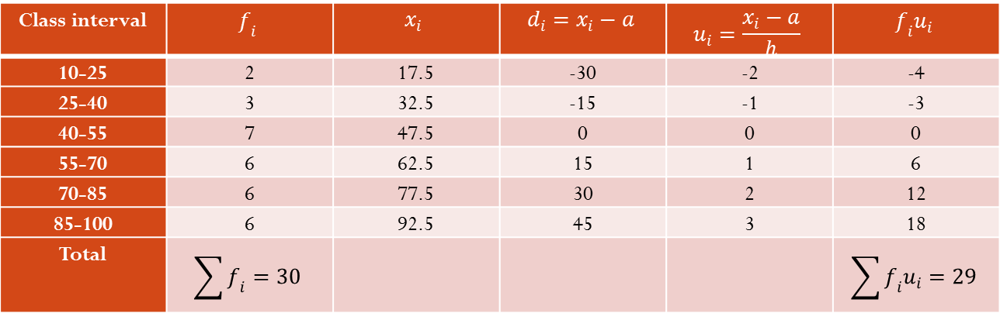 Class interval f_i x_i d_i = x_i − a u_i = (x_i − a)/h f_i u_i
10-25 2 17.5 -30 -2 -4
25-40 3 32.5 -15 -1 -3
40-55 7 47.5 0 0 0
55-70 6 62.5 15 1 6
70-85 6 77.5 30 2 12
85-100 6 92.5 45 3 18
Total ∑ f_i = 30 ∑ f_i u_i = 29